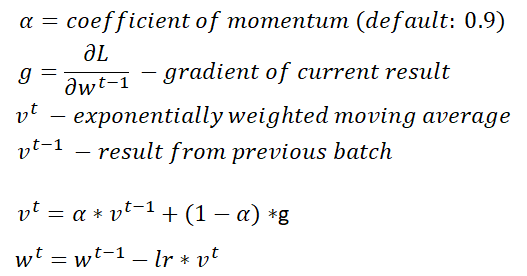 α = coefficient of momentum (default: 0.9)
g = ∂L/∂w^{t−1} − gradient of current result
v^t − exponentially weighted moving average
v^{t−1} − result from previous batch
v^t = α * v^{t−1} + (1 − α) *g
w^t = w^{t−1} − lr * v^t